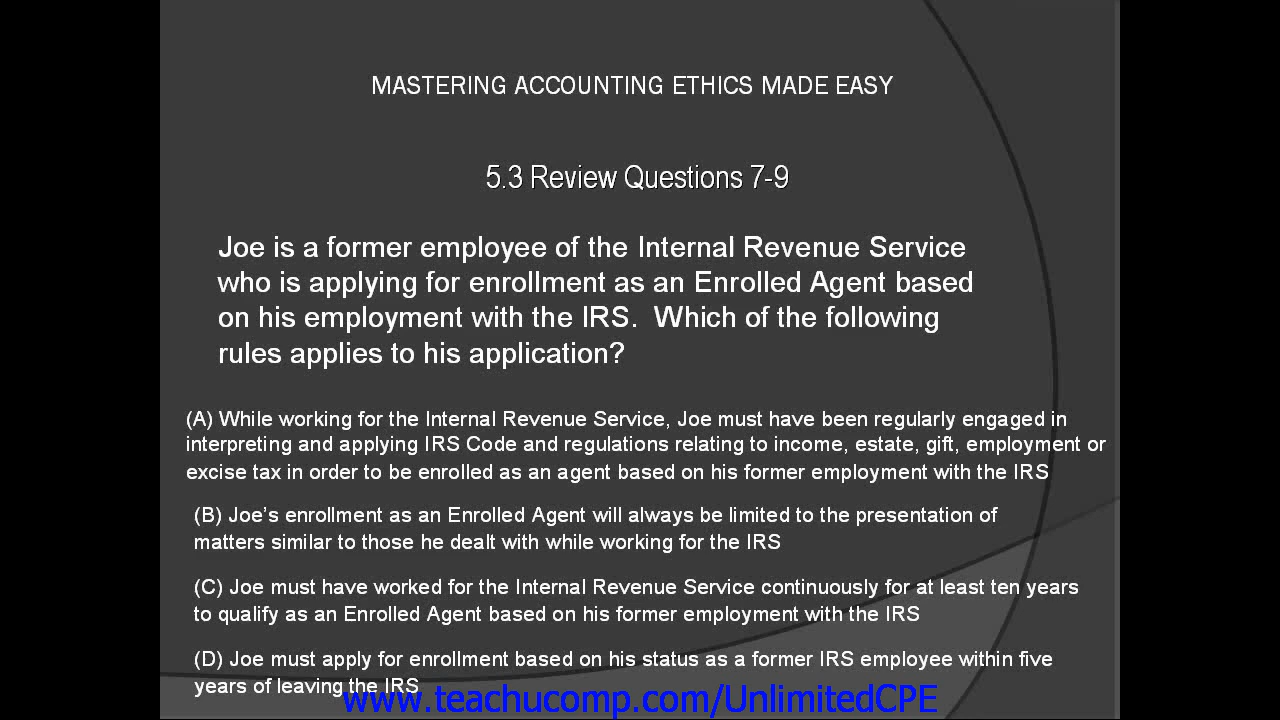 MASTERING ACCOUNTING ETHICS MADE EASY
5.3 Review Questions 7-9
Joe is a former employee of the Internal Revenue Service
who is applying for enrollment as an Enrolled Agent based
on his employment with the IRS.  Which of the following
rules applies to his application?
(A) While working for the Internal Revenue Service, Joe must have been regularly engaged in
interpreting and applying IRS Code and regulations relating to income, estate, gift, employment or
excise tax in order to be enrolled as an agent based on his former employment with the IRS
(B) Joe’s enrollment as an Enrolled Agent will always be limited to the presentation of
matters similar to those he dealt with while working for the IRS
(C) Joe must have worked for the Internal Revenue Service continuously for at least ten years
to qualify as an Enrolled Agent based on his former employment with the IRS
(D) Joe must apply for enrollment based on his status as a former IRS employee within five
years of leaving the IRS
www.teachucomp.com/UnlimitedCPE